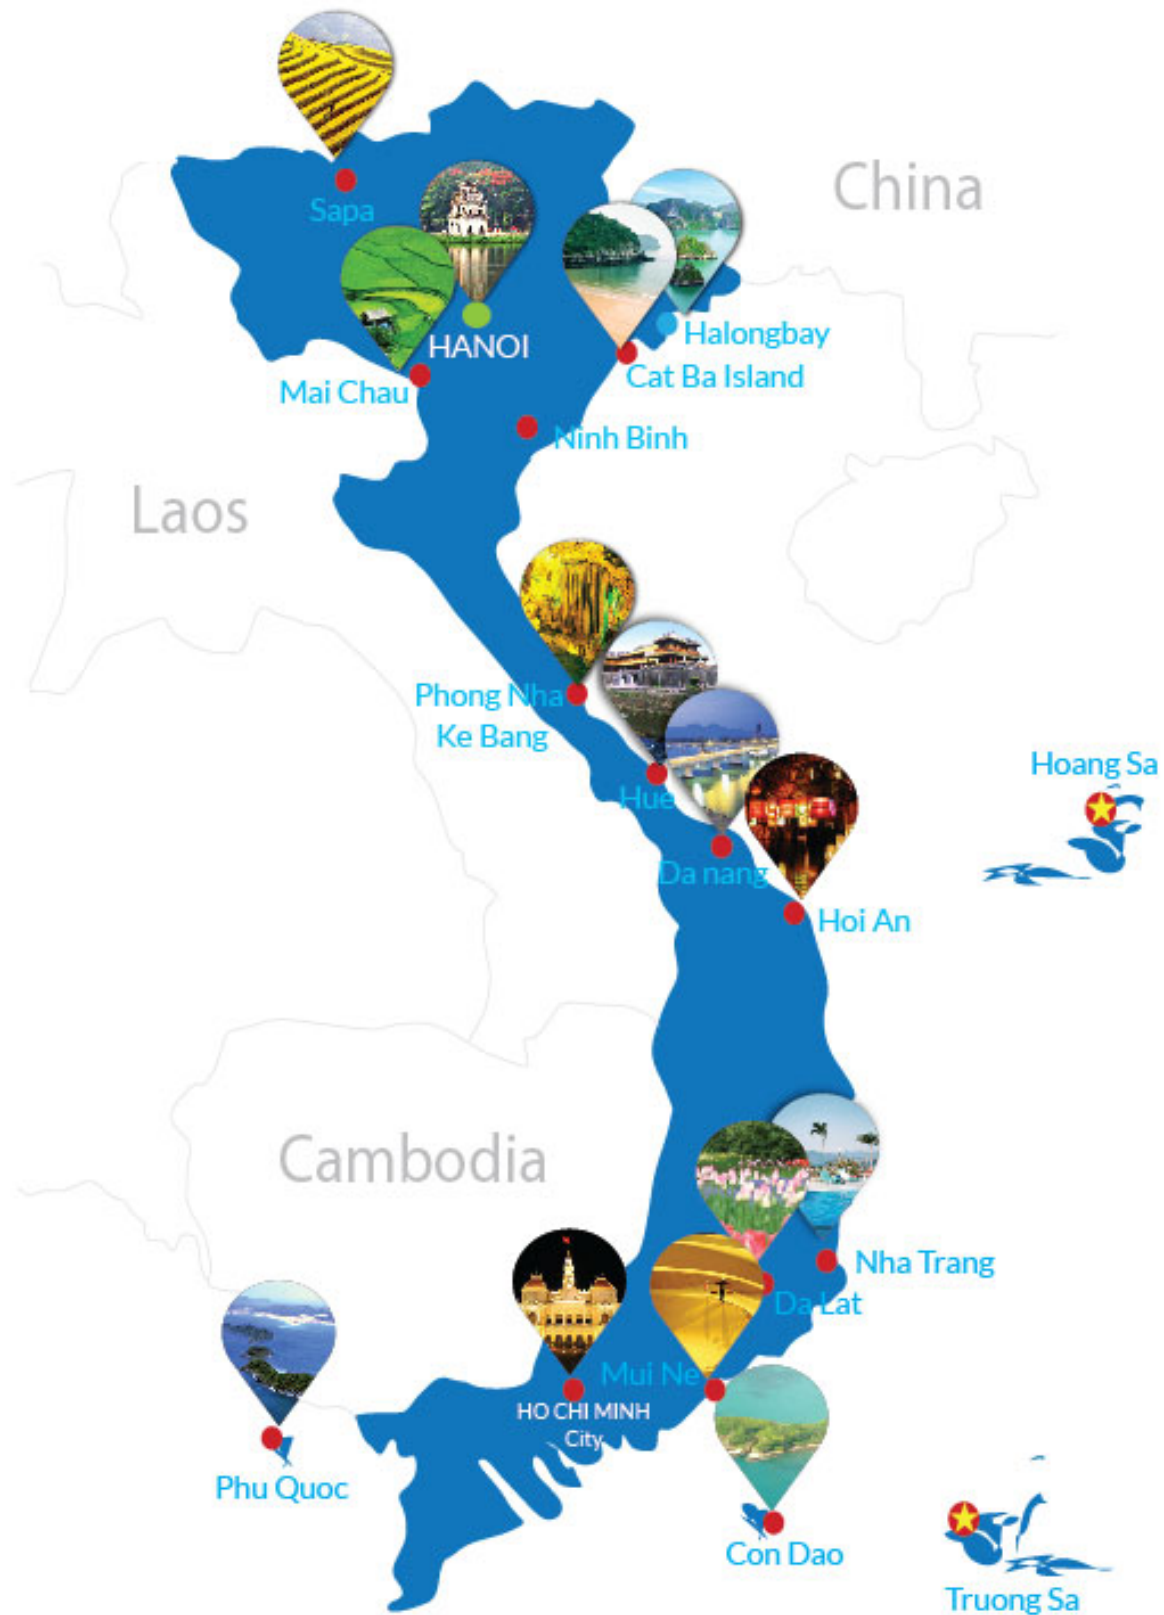 China
Sapa
HANOI
Halongbay
Mai Chau
Cat Ba Island
Ninh Binh
Laos
Phong Nha
Ke Bang
Hue
Hoang Sa
Da nang
Hoi An
Cambodia
Nha Trang
Da Lat
Mui Ne
HO CHI MINH
City
Phu Quoc
Con Dao
Truong Sa